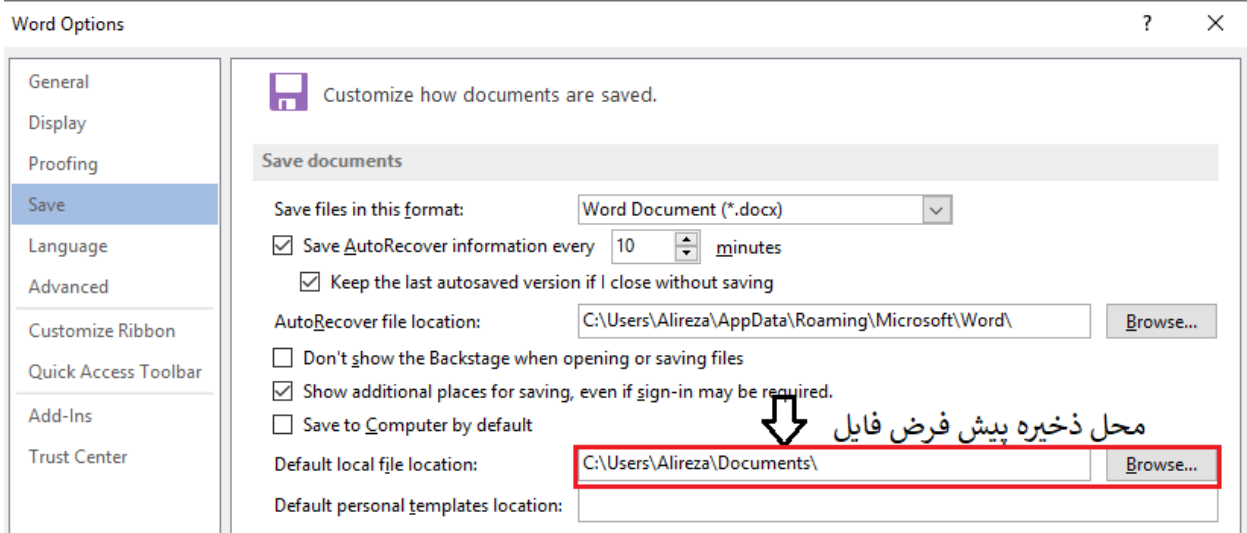 Word Options ? ×
General
Display
Proofing
Save
Language
Advanced
Customize Ribbon
Quick Access Toolbar
Add-Ins
Trust Center
Customize how documents are saved.
Save documents
Save files in this format: Word Document (*.docx)
Save AutoRecover information every 10 minutes
Keep the last autosaved version if I close without saving
AutoRecover file location: C:\Users\Alireza\AppData\Roaming\Microsoft\Word\ Browse...
Don't show the Backstage when opening or saving files
Show additional places for saving, even if sign-in may be required.
Save to Computer by default
محل ذخیره پیش فرض فایل
Default local file location: C:\Users\Alireza\Documents\ Browse...
Default personal templates location: